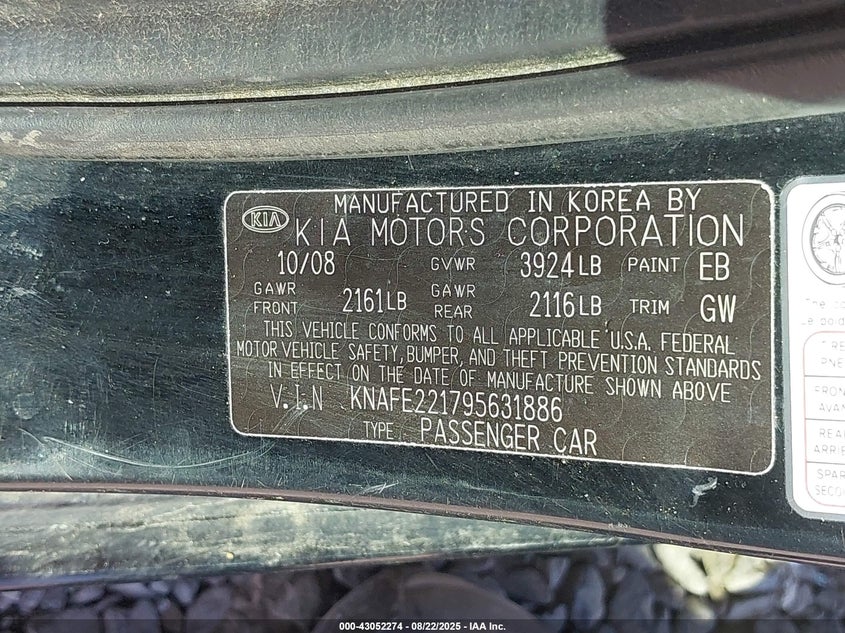 MANUFACTURED IN KOREA BY
KIA KIA MOTORS CORPORATION
10/08 GVWR 3924LB PAINT EB
GAWR FRONT 2161LB GAWR REAR 2116LB TRIM GW
THIS VEHICLE CONFORMS TO ALL APPLICABLE U.S.A. FEDERAL
MOTOR VEHICLE SAFETY, BUMPER, AND THEFT PREVENTION STANDARDS
IN EFFECT ON THE DATE OF MANUFACTURE SHOWN ABOVE
V.I.N KNAFE221795631886
TYPE PASSENGER CAR
000-43052274 - 08/22/2025 - IAA Inc.